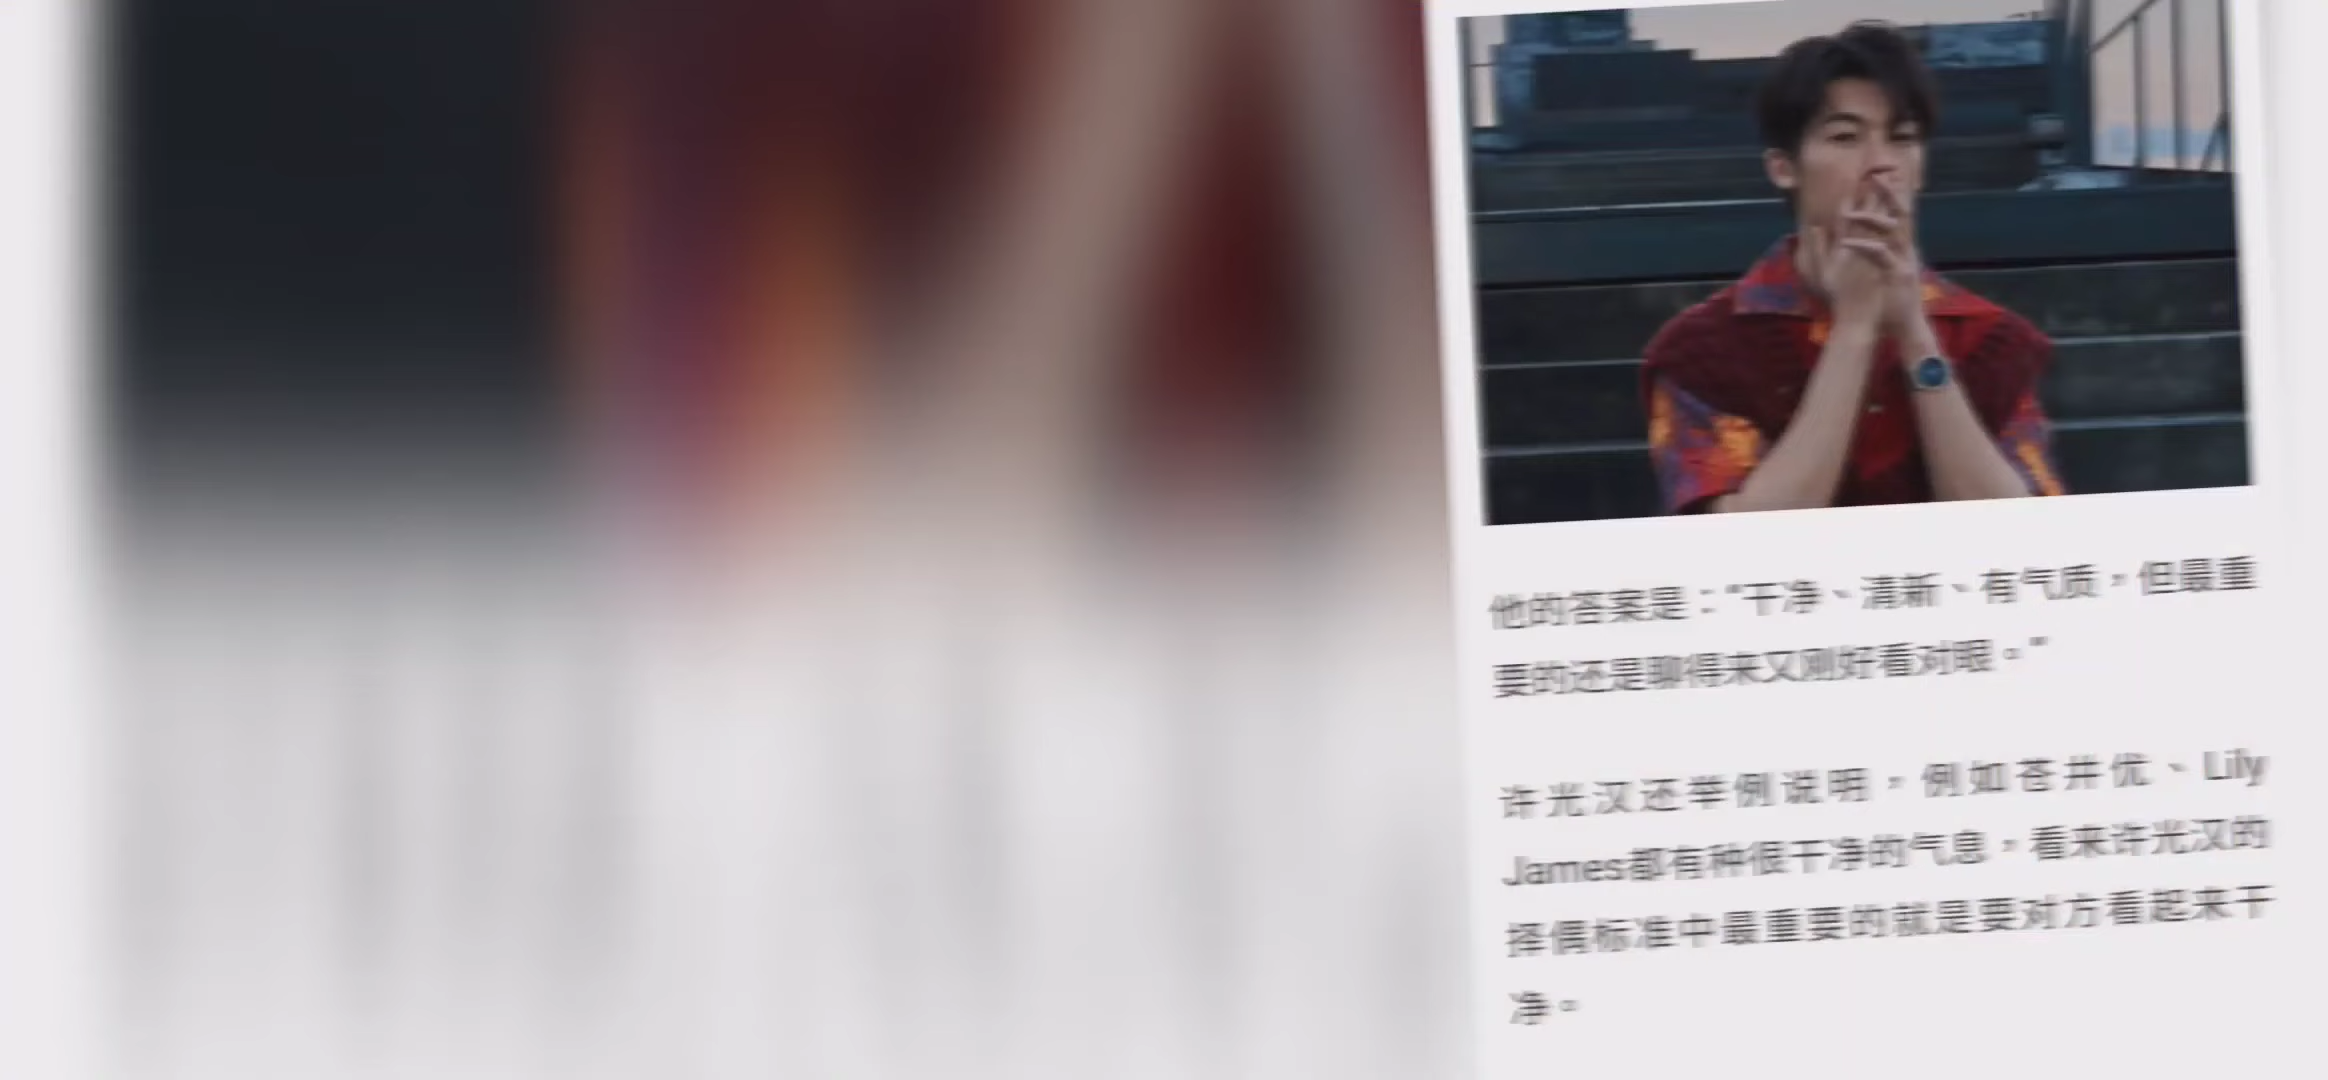 他的答案是：“干净、清新、有气质，但最重
要的还是聊得来又刚好看对眼。”
许光汉还举例说明，例如苍井优、Lily
James都有种很干净的气息，看来许光汉的
择偶标准中最重要的就是要对方看起来干
净。